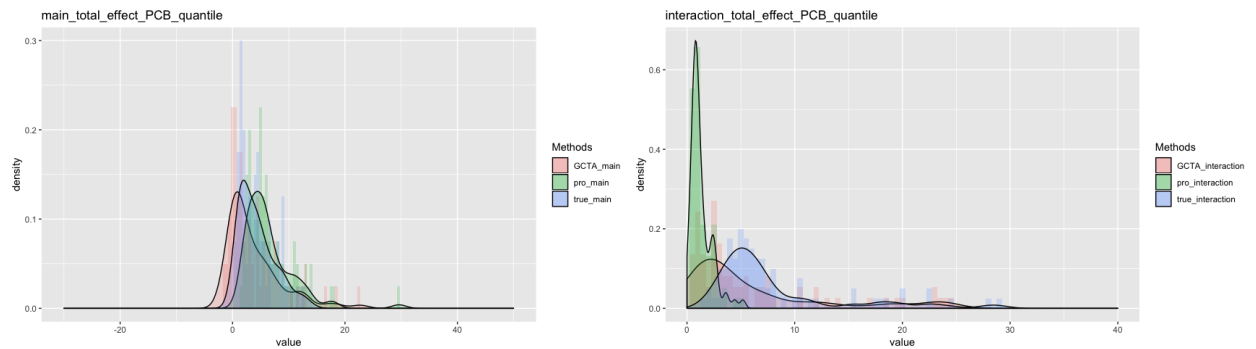 main_total_effect_PCB_quantile
0.3
0.2
0.1
0.0
density
-20
0
20
40
value
Methods
GCTA_main
pro_main
true_main
interaction_total_effect_PCB_quantile
0.6
0.4
0.2
0.0
density
0
10
20
30
40
value
Methods
GCTA_interaction
pro_interaction
true_interaction